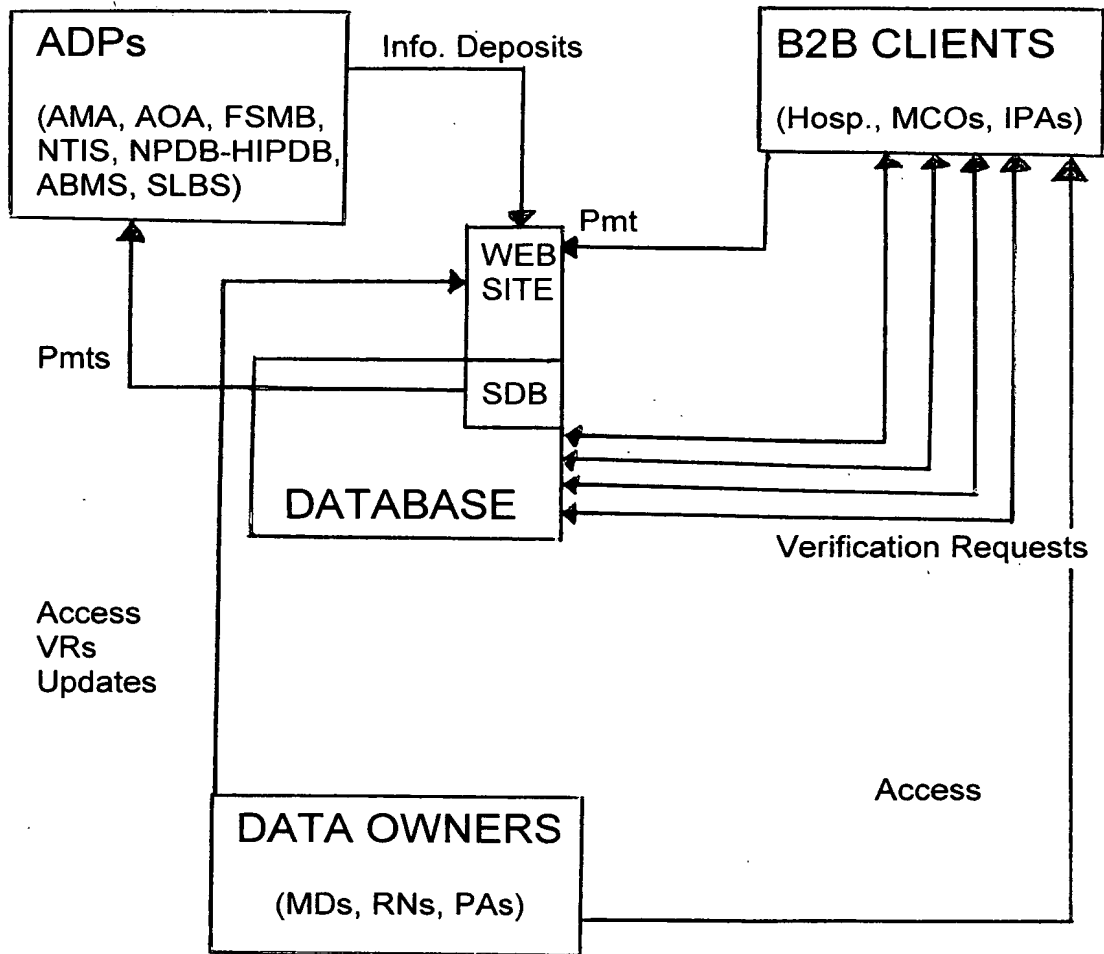 ADPs
(AMA, AOA, FSMB,
NTIS, NPDB-HIPDB,
ABMS, SLBS)
Info. Deposits
B2B CLIENTS
(Hosp., MCOs, IPAs)
Pmt
WEB
SITE
Pmts
SDB
DATABASE
Verification Requests
Access
VRs
Updates
Access
DATA OWNERS
(MDs, RNs, PAs)